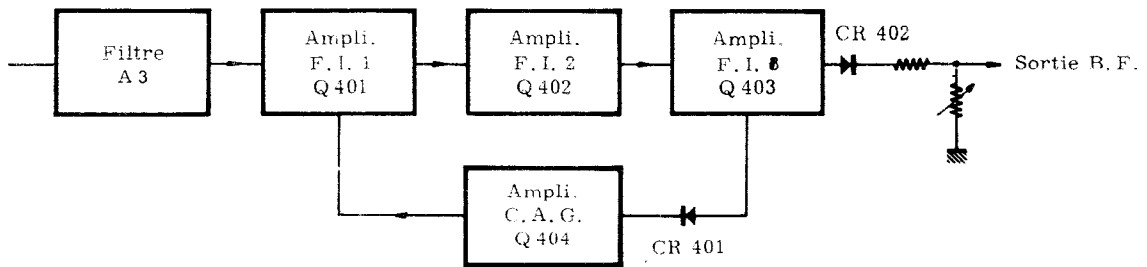 Filtre
A 3
Ampli.
F. I. 1
Q 401
Ampli.
F. I. 2
Q 402
Ampli.
F. I. 3
Q 403
CR 402
Sortie B. F.
Ampli.
C. A. G.
Q 404
CR 401